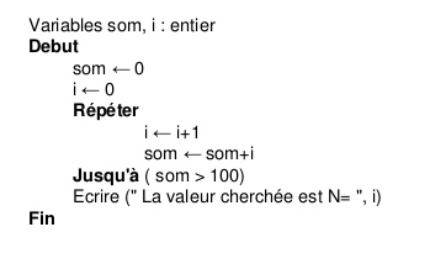 Variables som, i : entier
Debut
som ← 0
i ← 0
Répéter
i ← i+1
som ← som+i
Jusqu'à ( som > 100)
Ecrire (" La valeur cherchée est N= ", i)
Fin